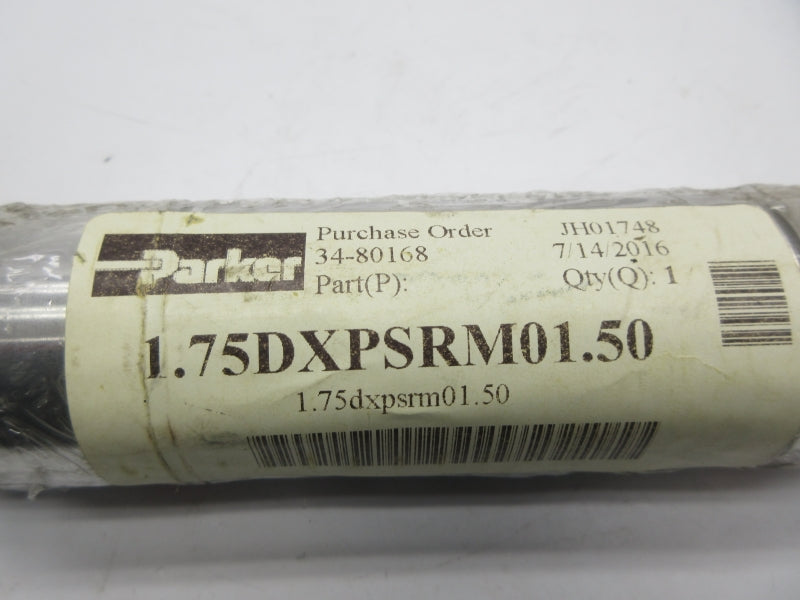 Parker
Purchase Order JH01748
34-80168 7/14/2016
Part(P): Qty(Q): 1
1.75DXPSRM01.50
1.75dxpsrm01.50